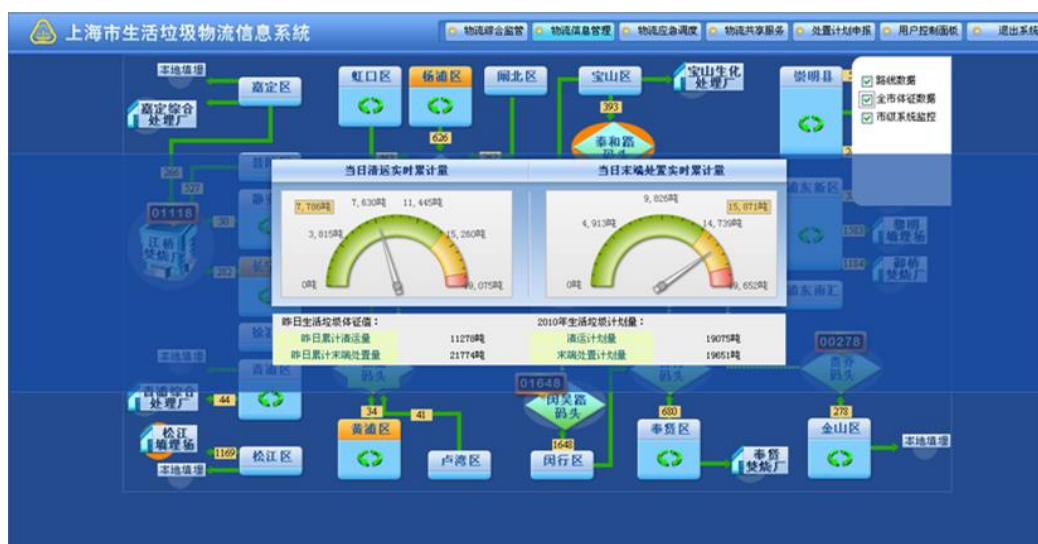 上海市生活垃圾物流信息系统
物流综合监管 物流信息管理 物流应急调度 物流共享服务 处置计划申报 用户控制面板 退出系统
本地填埋
嘉定区
嘉定综合
处理厂
虹口区
杨浦区
626
闸北区
宝山区
393
宝山生化
处理厂
泰和路
码头
崇明县
路线数据
全市体征数据
市级系统监控
266
327
01118
江桥
焚烧厂
30
312
当日清运实时累计量
7,786吨
0吨
3,815吨
7,630吨
11,445吨
15,260吨
19,075吨
当日末端处置实时累计量
15,871吨
0吨
4,913吨
9,826吨
14,739吨
19,652吨
昨日生活垃圾体征值：
昨日累计清运量 11278吨
昨日累计末端处置量 21774吨
2010年生活垃圾计划量：
清运计划量 19075吨
末端处置计划量 19651吨
浦东新区
浦东南汇
黎明
填埋场
御桥
焚烧厂
本地填埋
青浦区
青浦综合
处理厂
44
松江
填埋场
1169
本地填埋
松江区
码头
34
41
黄浦区
卢湾区
01648
闵吴路
码头
1648
闵行区
码头
680
奉贤区
奉贤
焚烧厂
00278
码头
278
金山区
本地填埋